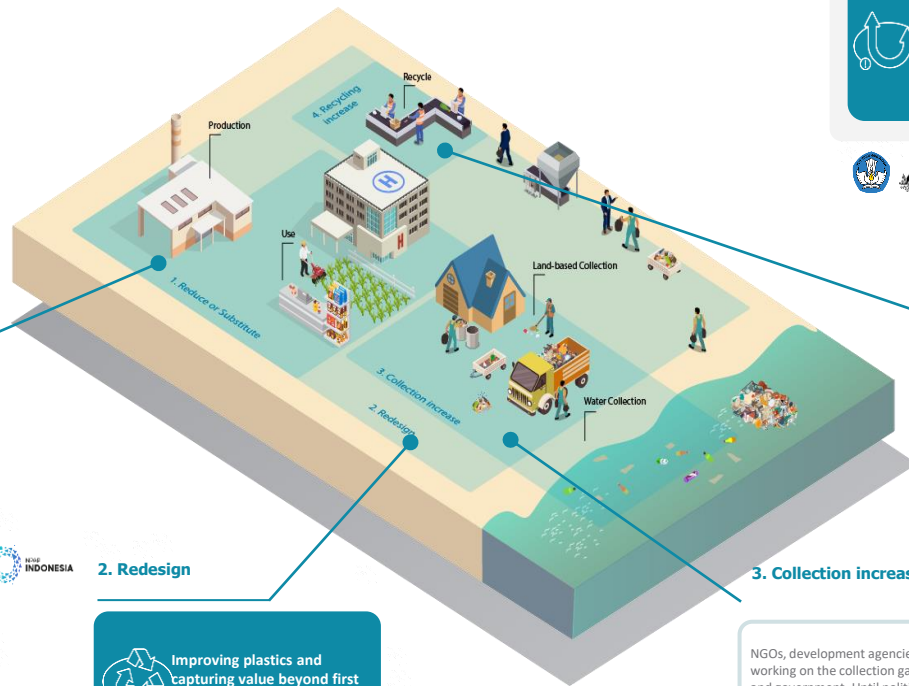 Recycle
4. Recycling
increase
Production
Use
1. Reduce or Substitute
H
H
Land-based Collection
3. Collection increase
2. Redesign
Water Collection
INDONESIA
2. Redesign
3. Collection increas
Improving plastics and
capturing value beyond first
NGOs, development agencie
working on the collection ga